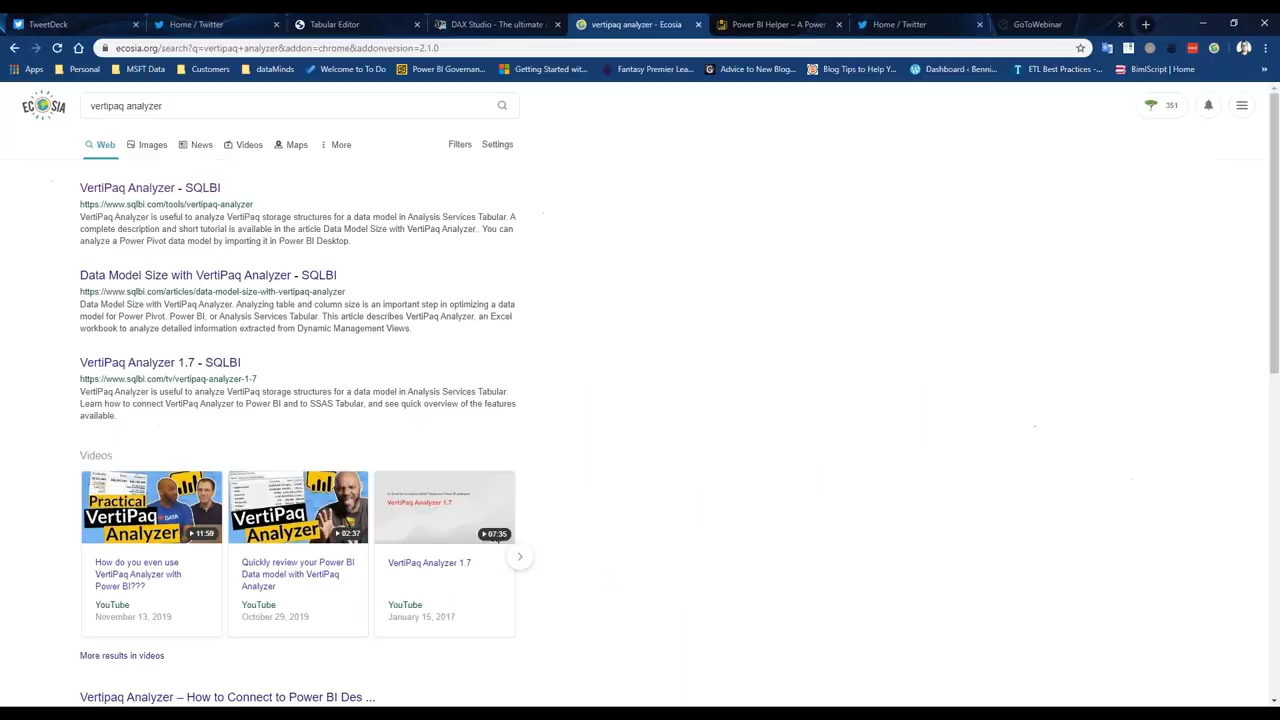 TweetDeck
Home / Twitter
Tabular Editor
DAX Studio - The ultimate
vertipaq analyzer - Ecosia
Power BI Helper – A Power
Home / Twitter
GoToWebinar
ecosia.org/search?q=vertipaq+analyzer&addon=chrome&addonversion=2.1.0
Apps
Personal
MSFT Data
Customers
dataMinds
Welcome to To Do
Power BI Governan...
Getting Started wit...
Fantasy Premier Lea...
Advice to New Blog...
Blog Tips to Help Y...
Dashboard ‹ Benni...
ETL Best Practices -...
BimlScript | Home
ECOSIA
vertipaq analyzer
351
Web
Images
News
Videos
Maps
More
Filters
Settings
VertiPaq Analyzer - SQLBI
https://www.sqlbi.com/tools/vertipaq-analyzer
VertiPaq Analyzer is useful to analyze VertiPaq storage structures for a data model in Analysis Services Tabular. A
complete description and short tutorial is available in the article Data Model Size with VertiPaq Analyzer.. You can
analyze a Power Pivot data model by importing it in Power BI Desktop.
Data Model Size with VertiPaq Analyzer - SQLBI
https://www.sqlbi.com/articles/data-model-size-with-vertipaq-analyzer
Data Model Size with VertiPaq Analyzer. Analyzing table and column size is an important step in optimizing a data
model for Power Pivot, Power BI, or Analysis Services Tabular. This article describes VertiPaq Analyzer, an Excel
workbook to analyze detailed information extracted from Dynamic Management Views.
VertiPaq Analyzer 1.7 - SQLBI
https://www.sqlbi.com/tv/vertipaq-analyzer-1-7
VertiPaq Analyzer is useful to analyze VertiPaq storage structures for a data model in Analysis Services Tabular.
Learn how to connect VertiPaq Analyzer to Power BI and to SSAS Tabular, and see quick overview of the features
available.
Videos
Practical
VertiPaq
Analyzer
DATA
11:59
VertiPaq
Analyzer
02:37
VertiPaq Analyzer 1.7
07:35
How do you even use
VertiPaq Analyzer with
Power BI???
YouTube
November 13, 2019
Quickly review your Power BI
Data model with VertiPaq
Analyzer
YouTube
October 29, 2019
VertiPaq Analyzer 1.7
YouTube
January 15, 2017
More results in videos
Vertipaq Analyzer – How to Connect to Power BI Des ...